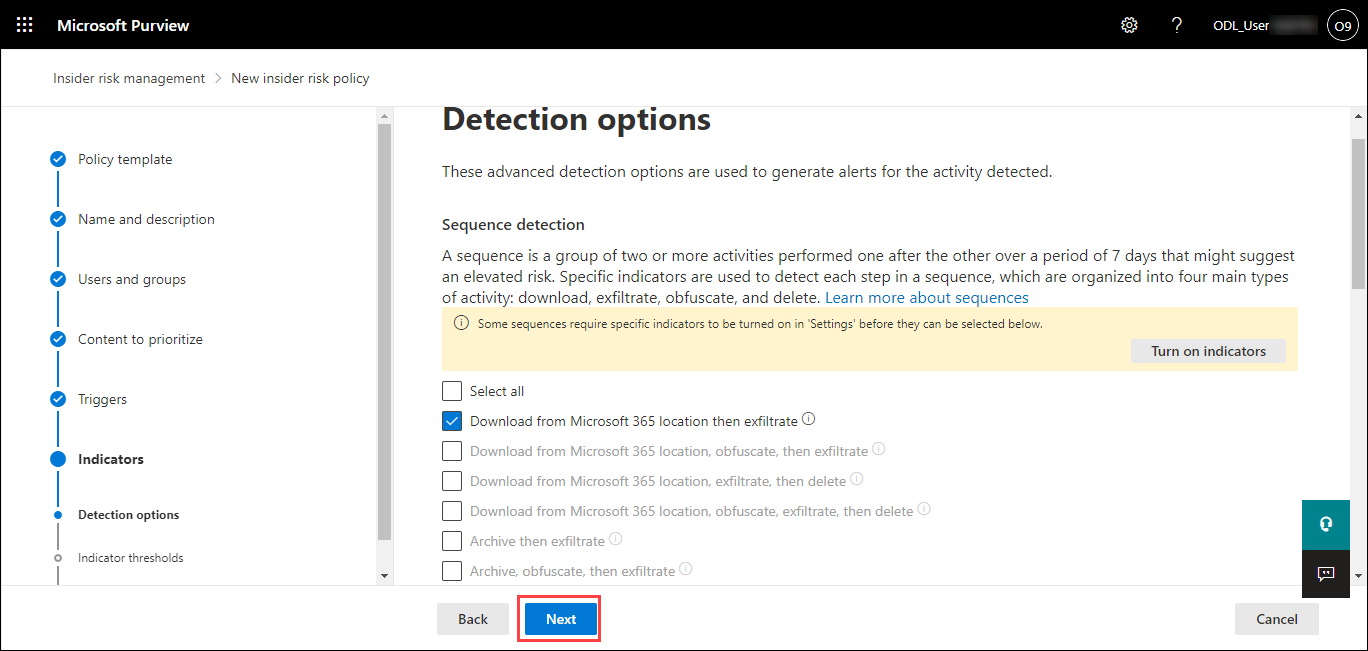 Microsoft Purview
ODL_User
O9
Insider risk management > New insider risk policy
Policy template
Name and description
Users and groups
Content to prioritize
Triggers
Indicators
Detection options
Indicator thresholds
Detection options
These advanced detection options are used to generate alerts for the activity detected.
Sequence detection
A sequence is a group of two or more activities performed one after the other over a period of 7 days that might suggest
an elevated risk. Specific indicators are used to detect each step in a sequence, which are organized into four main types
of activity: download, exfiltrate, obfuscate, and delete. Learn more about sequences
Some sequences require specific indicators to be turned on in 'Settings' before they can be selected below.
Turn on indicators
Select all
Download from Microsoft 365 location then exfiltrate
Download from Microsoft 365 location, obfuscate, then exfiltrate
Download from Microsoft 365 location, exfiltrate, then delete
Download from Microsoft 365 location, obfuscate, exfiltrate, then delete
Archive then exfiltrate
Archive, obfuscate, then exfiltrate
Back
Next
Cancel